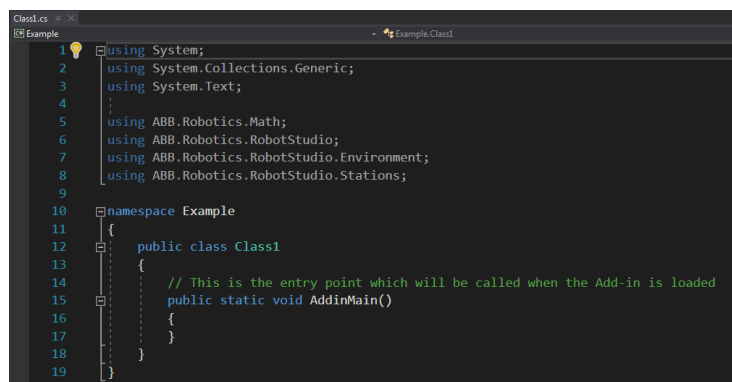 Class1.cs
Example Example.Class1
1 using System;
2 using System.Collections.Generic;
3 using System.Text;
4
5 using ABB.Robotics.Math;
6 using ABB.Robotics.RobotStudio;
7 using ABB.Robotics.RobotStudio.Environment;
8 using ABB.Robotics.RobotStudio.Stations;
9
10 namespace Example
11 {
12 public class Class1
13 {
14 // This is the entry point which will be called when the Add-in is loaded
15 public static void AddinMain()
16 {
17 }
18 }
19 }